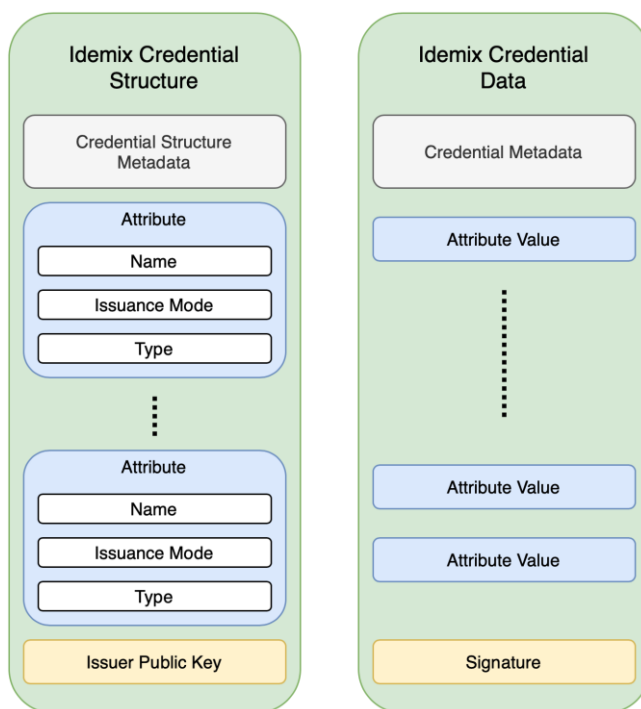 Idemix Credential
Structure
Credential Structure
Metadata
Attribute
Name
Issuance Mode
Type
Attribute
Name
Issuance Mode
Type
Issuer Public Key
Idemix Credential
Data
Credential Metadata
Attribute Value
Attribute Value
Attribute Value
Signature